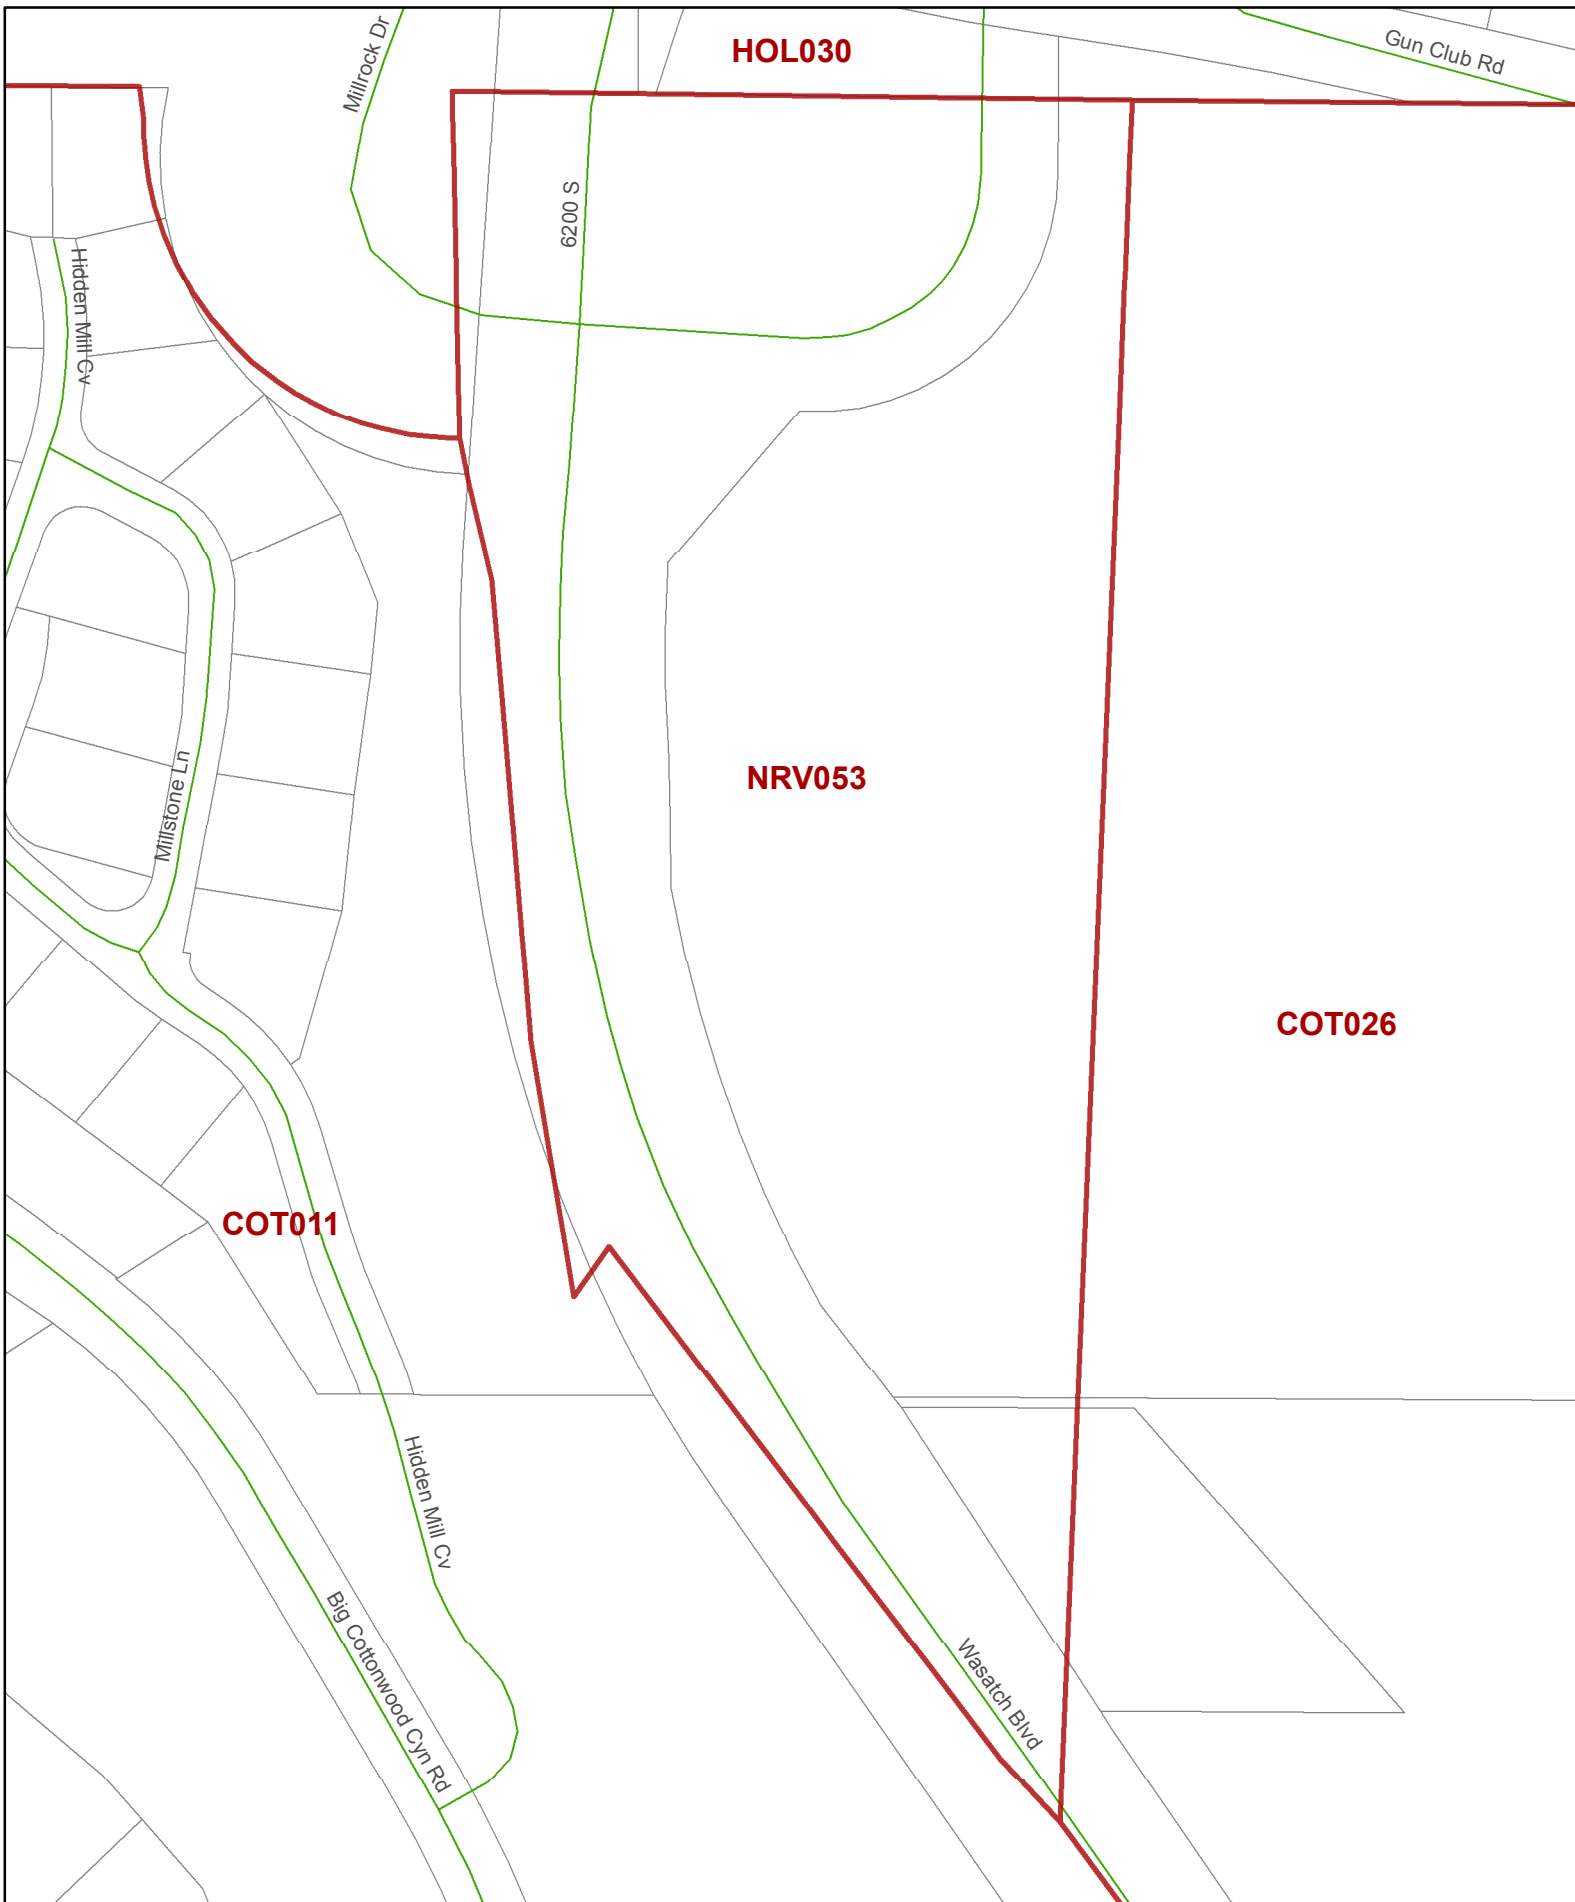 HOL030
Gun Club Rd
Millrock Dr
6200 S
Hidden Mill Cv
NRV053
Millstone Ln
COT026
COT011
Hidden Mill Cv
Big Cottonwood Cyn Rd
Wasatch Blvd